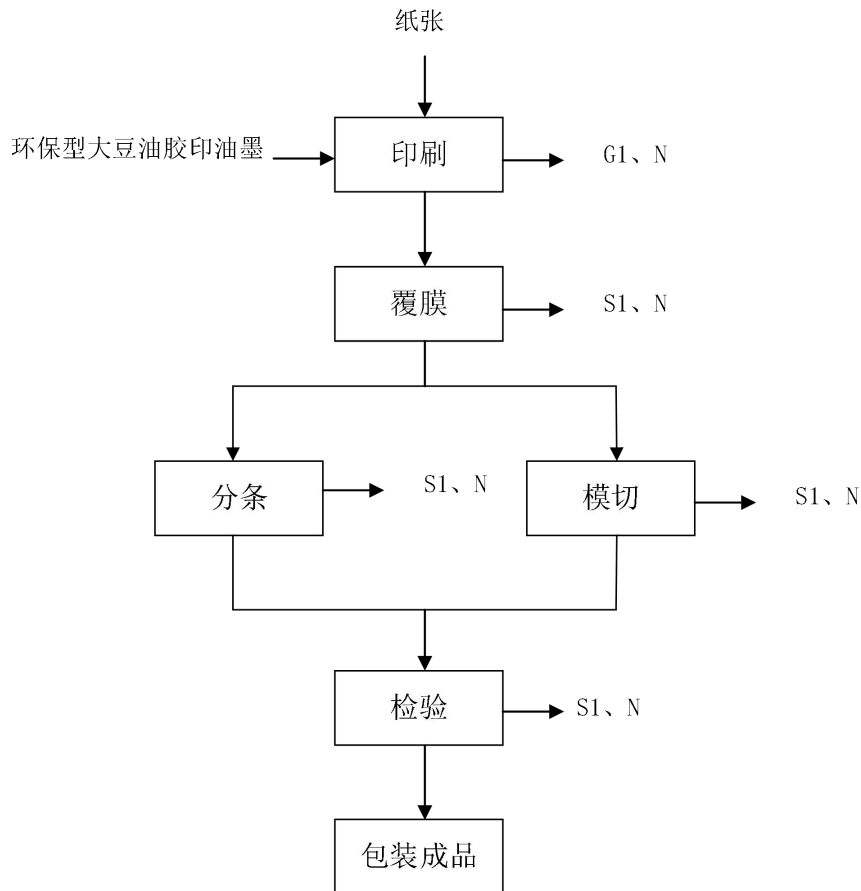 纸张
环保型大豆油胶印油墨
印刷
G1、N
覆膜
S1、N
分条
S1、N
模切
S1、N
检验
S1、N
包装成品